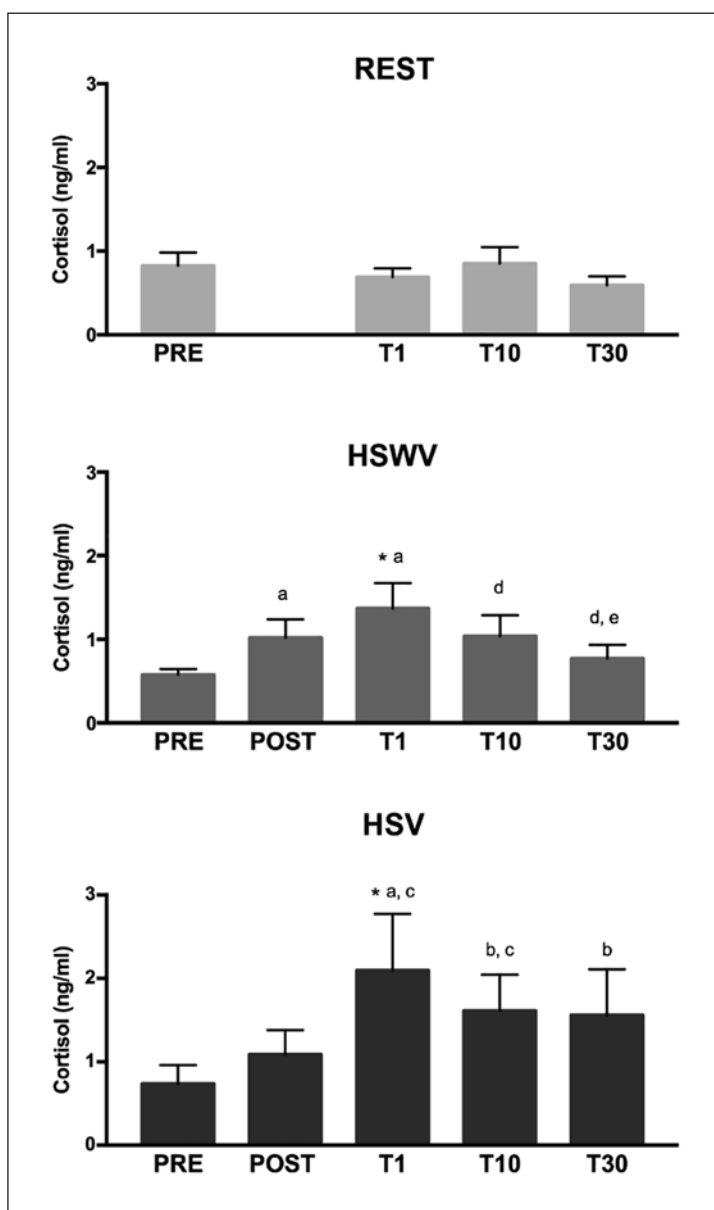 REST
Cortisol (ng/ml)
3
2
1
0
PRE T1 T10 T30
HSWV
Cortisol (ng/ml)
3
2
1
0
a
* a
d
d, e
PRE POST T1 T10 T30
HSV
Cortisol (ng/ml)
3
2
1
0
* a, c
b, c
b
PRE POST T1 T10 T30